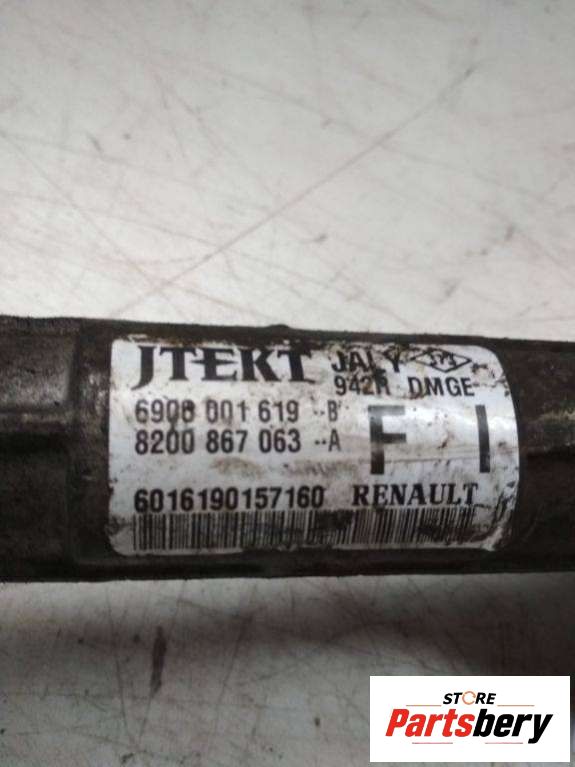 JTEKT
942R DMGE
6900 001 619 --B
8200 867 063 --A
F I
6016190157160 RENAULT
STORE
Partsbery